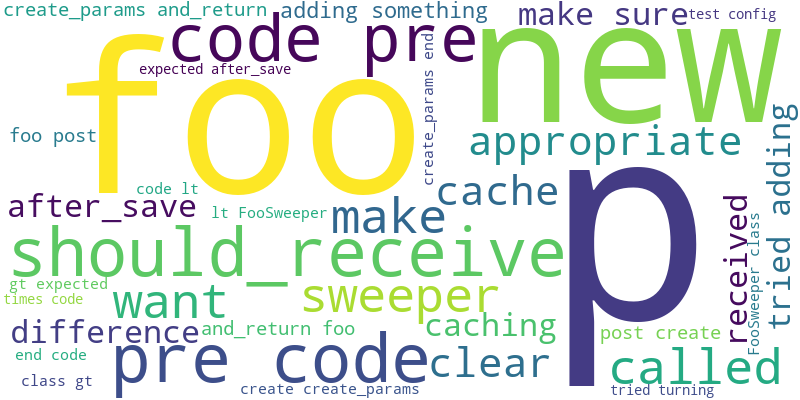 create_params and_return
adding something
make sure
test config
code pre
new
foo
expected after_save
create_params end
foo post
appropriate
tried adding
code lt
cache
after_save
lt FooSweeper
make
p
received
FooSweeper class
should_receive
gt expected
times code
want
sweeper
difference
and_return foo
caching
post create
end code
pre code
clear
called
class gt
create create_params
tried turning